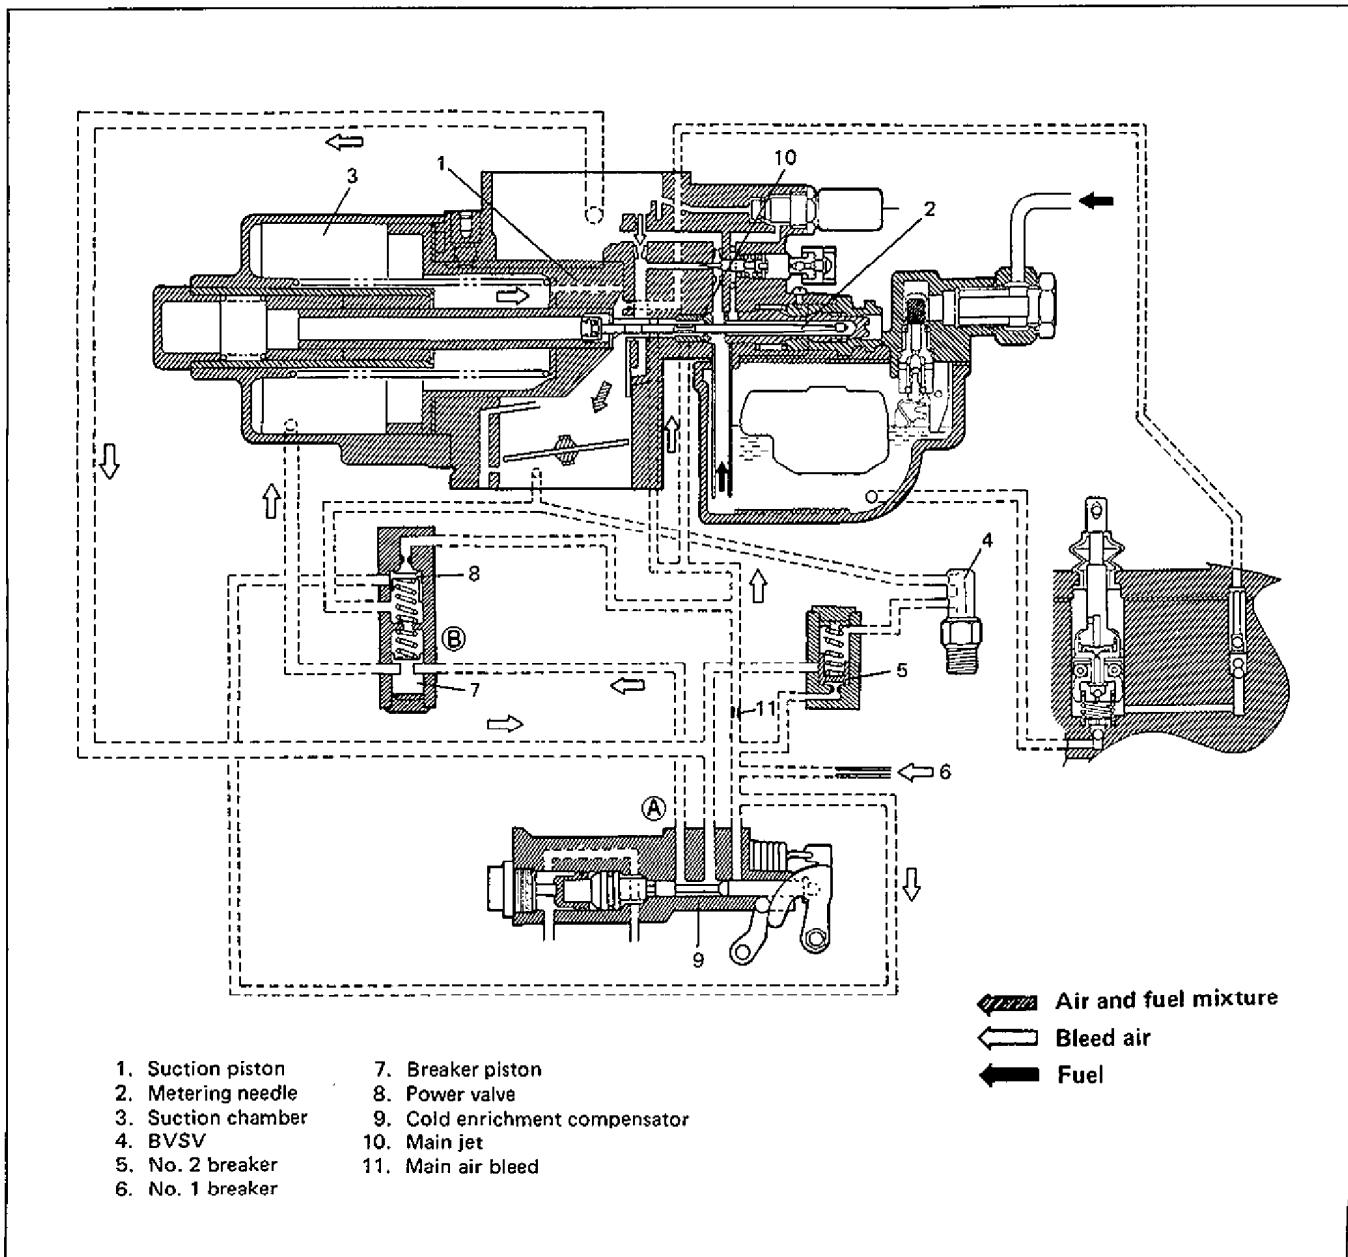 10
1
3
2
4
8
B
5
7
11
6
A
9
Air and fuel mixture
Bleed air
Fuel
1. Suction piston
2. Metering needle
3. Suction chamber
4. BVSV
5. No. 2 breaker
6. No. 1 breaker
7. Breaker piston
8. Power valve
9. Cold enrichment compensator
10. Main jet
11. Main air bleed